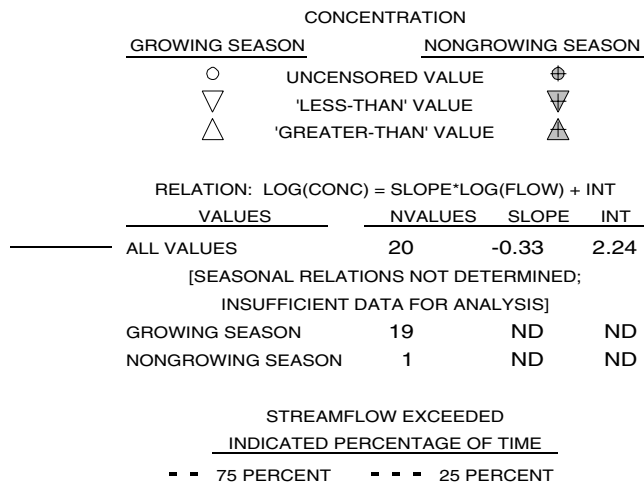 CONCENTRATION
GROWING SEASON NONGROWING SEASON
UNCENSORED VALUE
'LESS-THAN' VALUE
'GREATER-THAN' VALUE
RELATION: LOG(CONC) = SLOPE*LOG(FLOW) + INT
VALUES NVALUES SLOPE INT
ALL VALUES 20 -0.33 2.24
[SEASONAL RELATIONS NOT DETERMINED;
INSUFFICIENT DATA FOR ANALYSIS]
GROWING SEASON 19 ND ND
NONGROWING SEASON 1 ND ND
STREAMFLOW EXCEEDED
INDICATED PERCENTAGE OF TIME
75 PERCENT 25 PERCENT